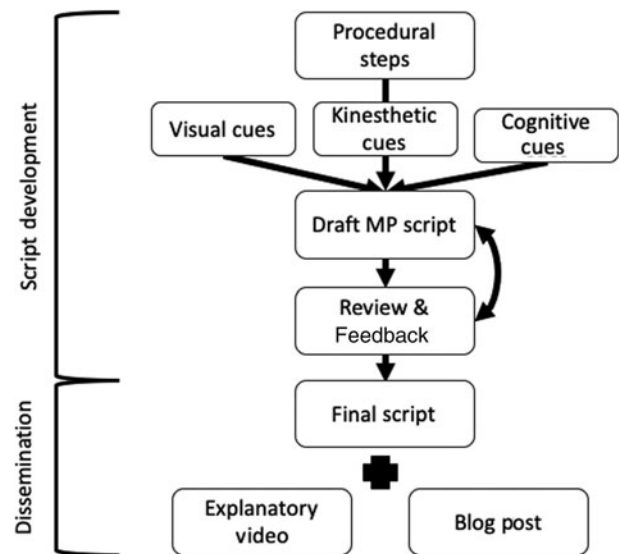 Procedural
steps
Visual cues
Kinesthetic
cues
Cognitive
cues
Script development
Draft MP script
Review &
Feedback
Final script
Dissemination
Explanatory
video
Blog post